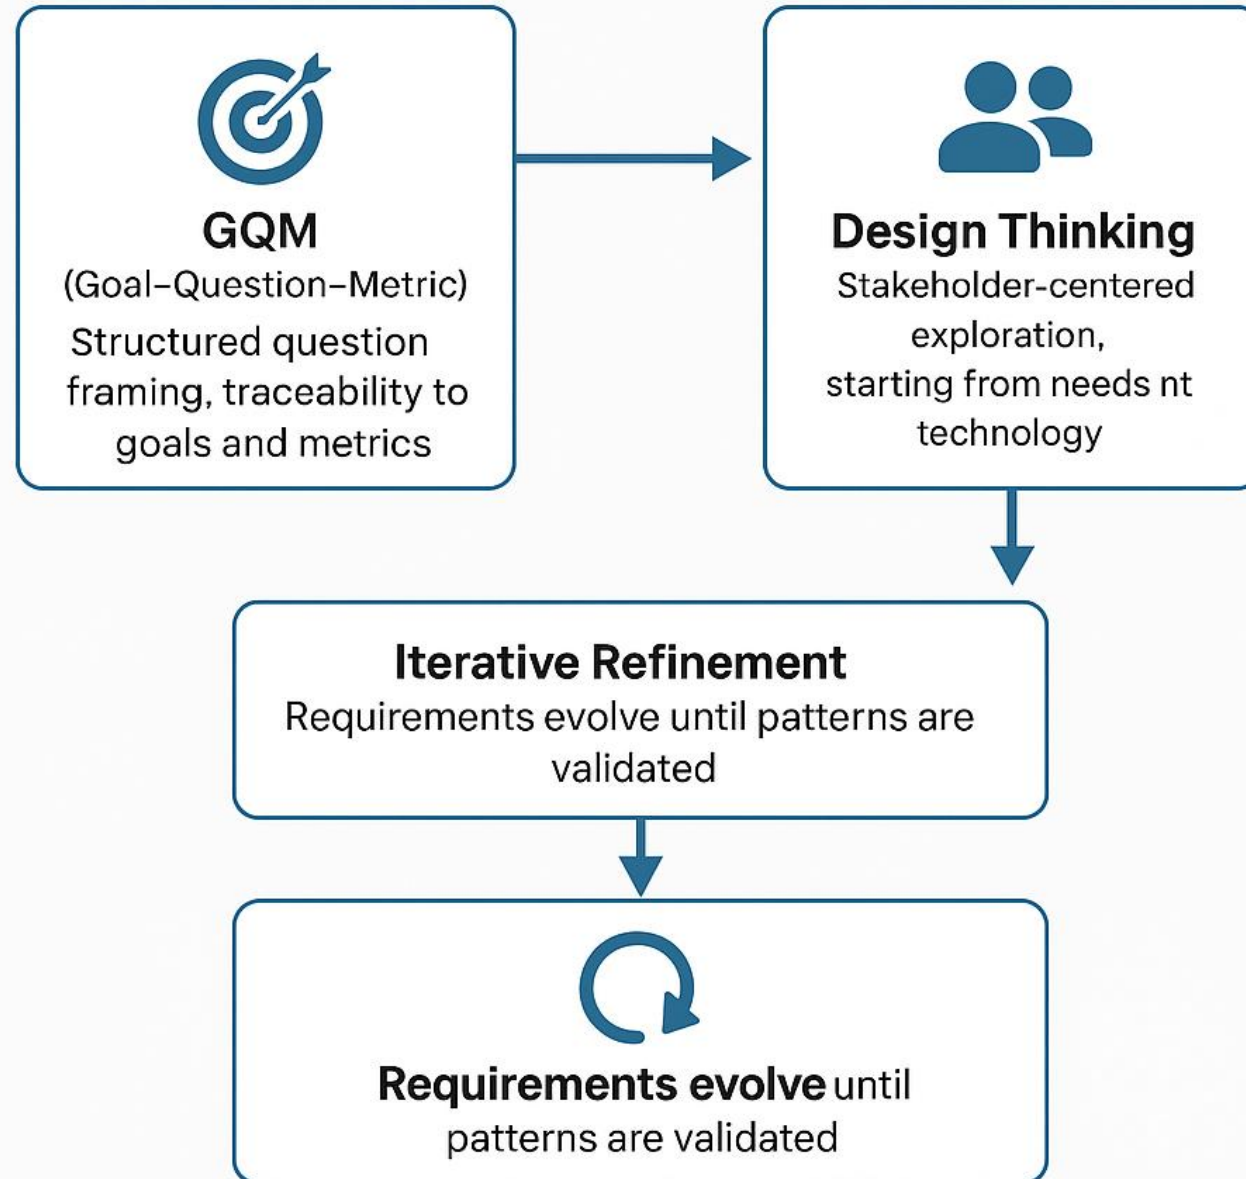 GQM
(Goal–Question–Metric)
Structured question
framing, traceability to
goals and metrics
Design Thinking
Stakeholder-centered
exploration,
starting from needs nt
technology
Iterative Refinement
Requirements evolve until patterns are
validated
Requirements evolve until
patterns are validated